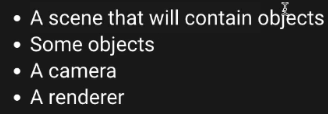 • A scene that will contain objects
• Some objects
• A camera
• A renderer